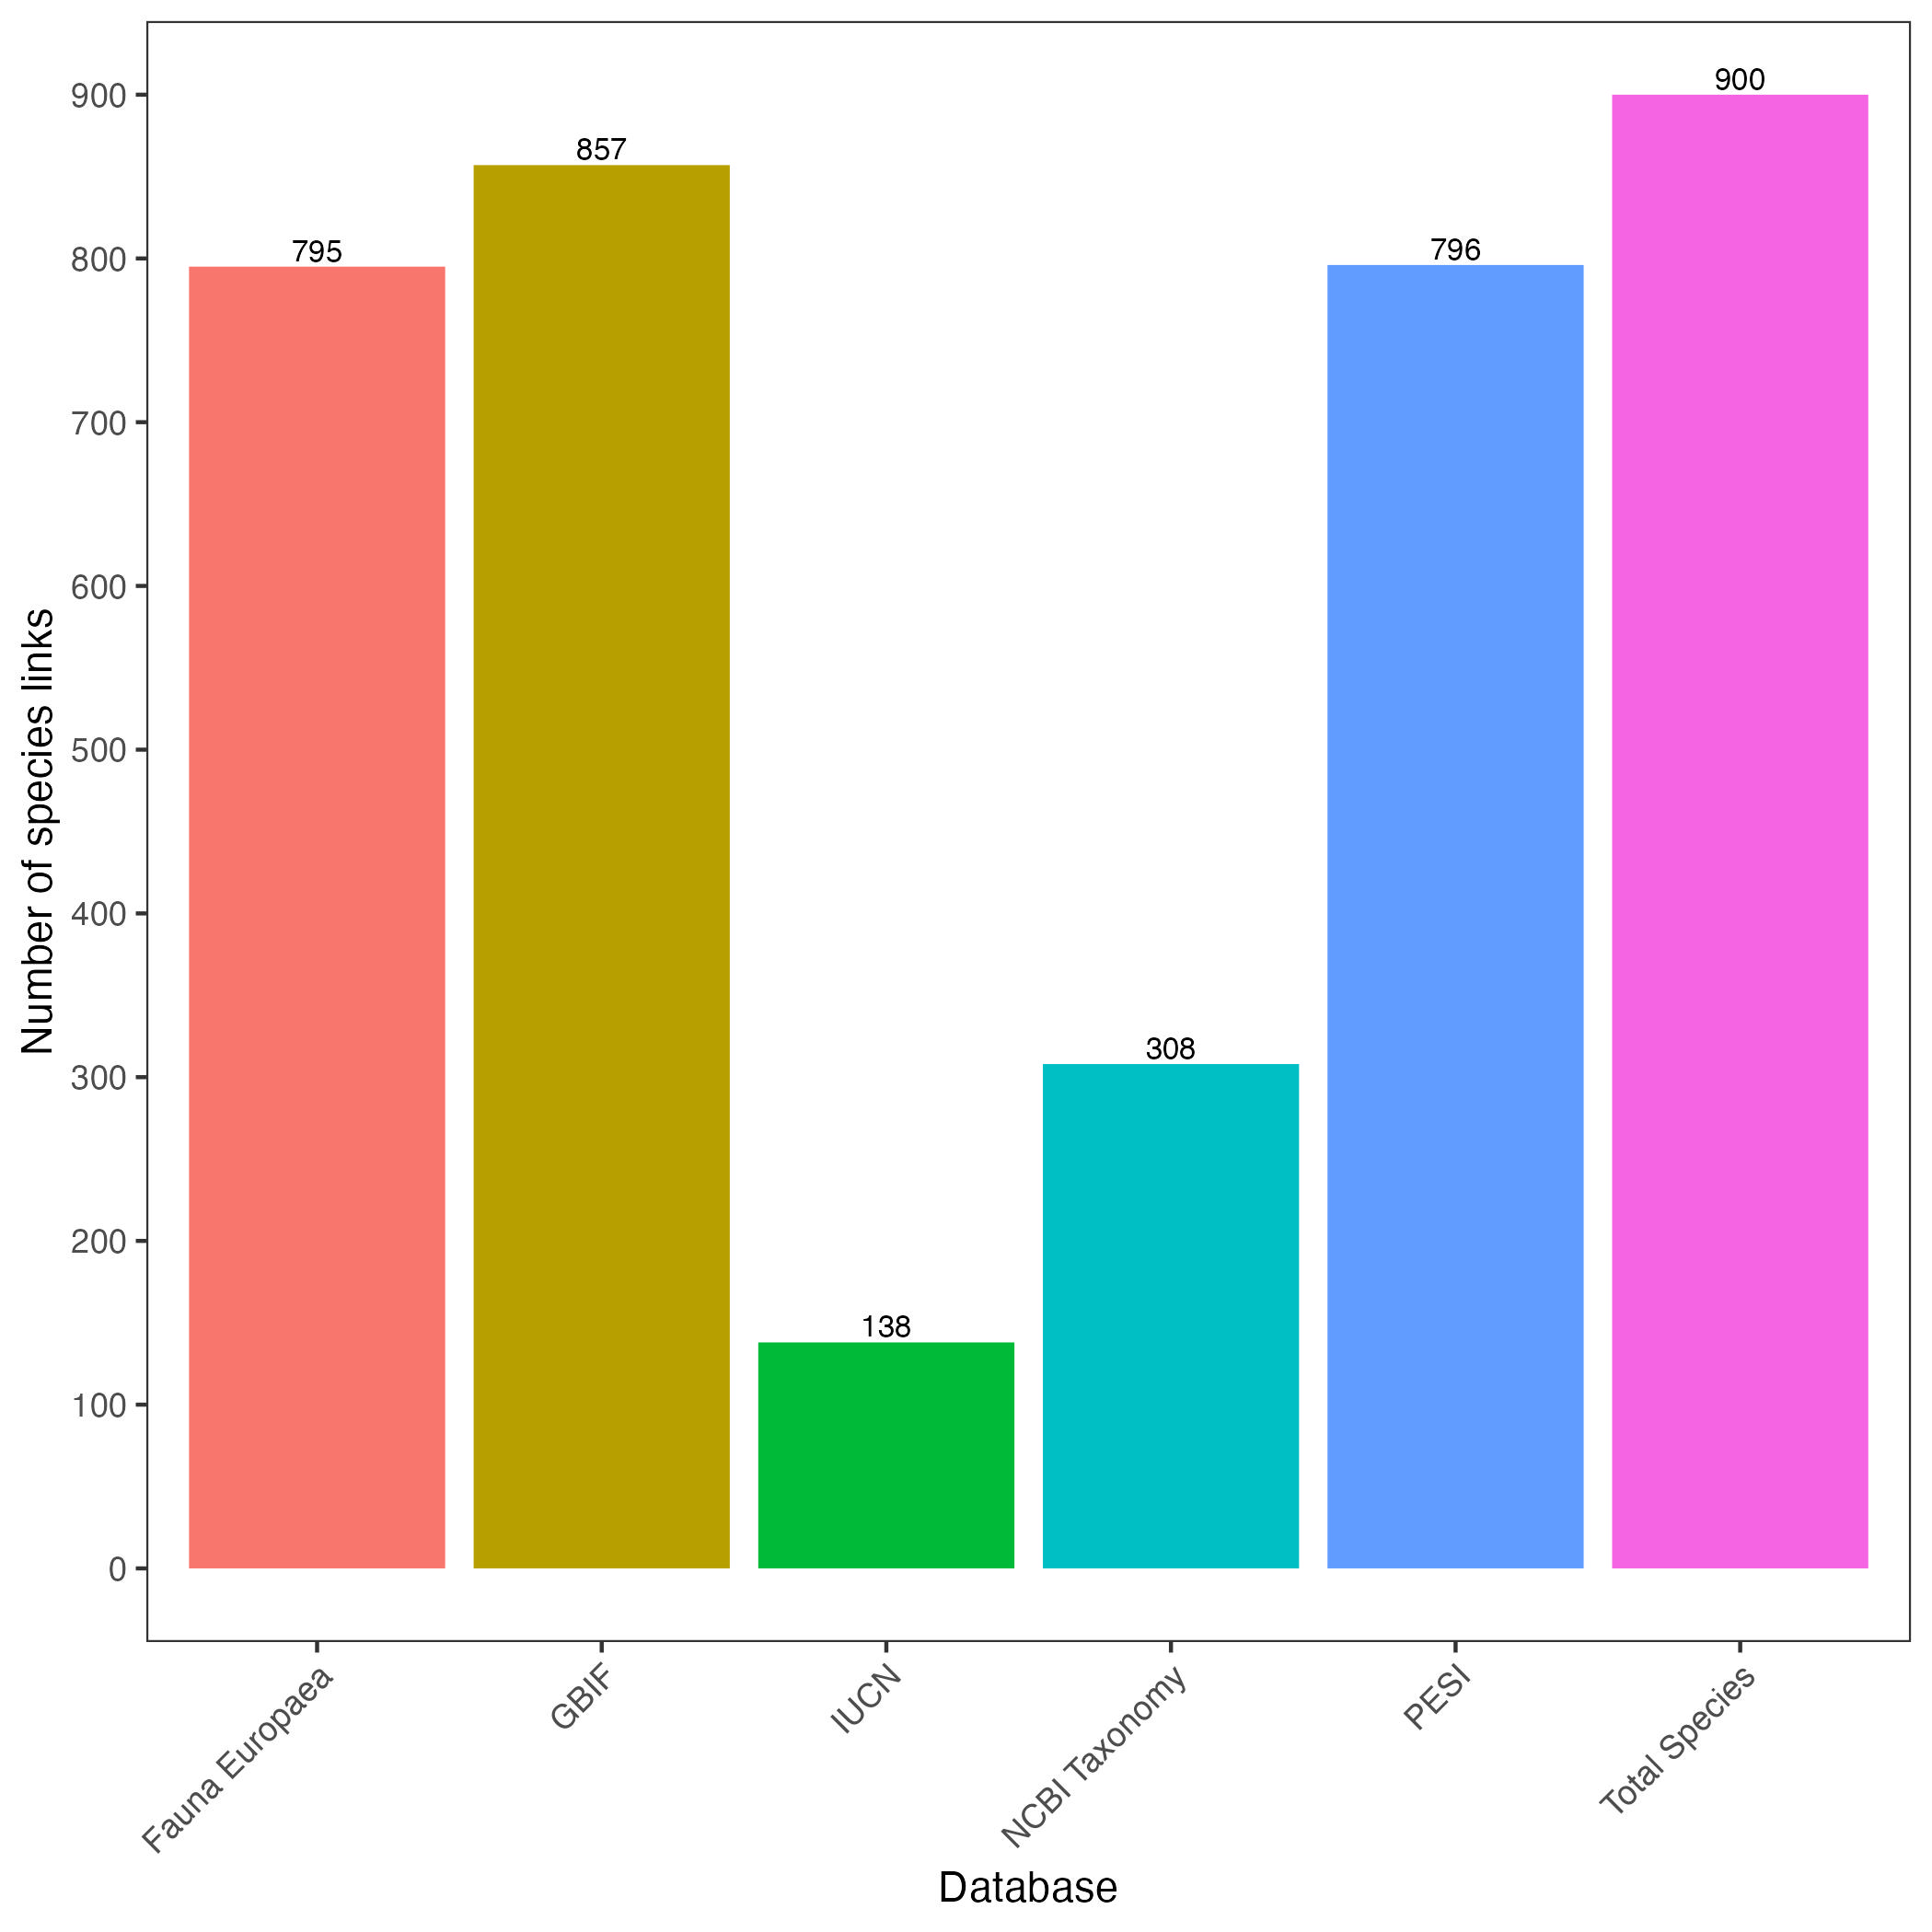 Number of species links
900
800
700
600
500
400
300
200
100
0
795
857
138
308
796
900
Fauna Europaea
GBIF
IUCN
NCBI Taxonomy
PESI
Total Species
Database